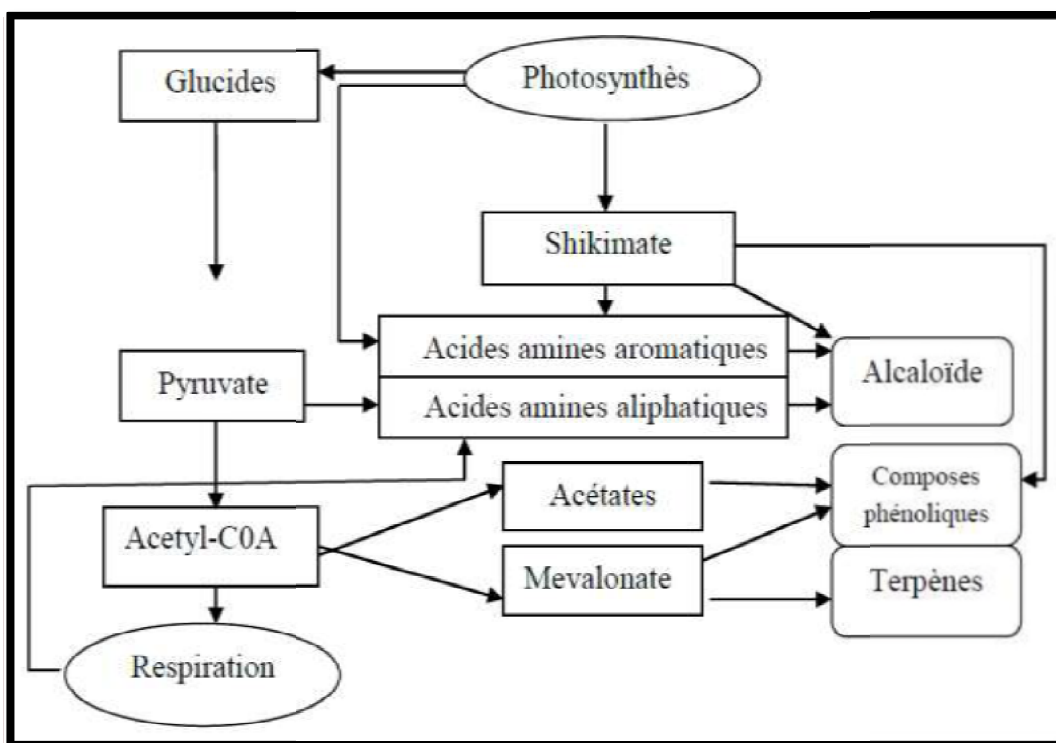 Glucides
Photosynthès
Shikimate
Acides amines aromatiques
Alcaloïde
Pyruvate
Acides amines aliphatiques
Acétates
Composes
phénoliques
Acetyl-C0A
Mevalonate
Terpènes
Respiration